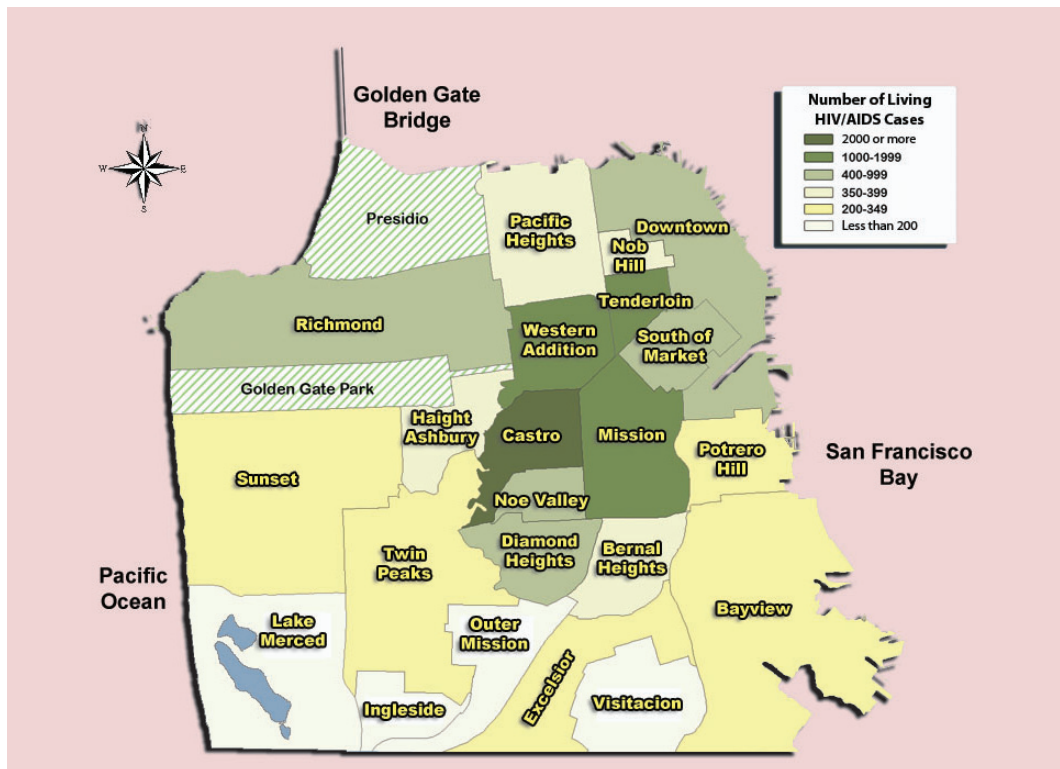 Golden Gate
Bridge
N
W
E
S
Number of Living
HIV/AIDS Cases
2000 or more
1000-1999
400-999
350-399
200-349
Less than 200
Presidio
Pacific
Heights
Downtown
Nob
Hill
Tenderloin
Richmond
Western
Addition
South of
Market
Golden Gate Park
Haight
Ashbury
Castro
Mission
Potrero
Hill
San Francisco
Bay
Sunset
Noe Valley
Diamond
Heights
Bernal
Heights
Twin
Peaks
Pacific
Ocean
Bayview
Lake
Merced
Outer
Mission
Excelsior
Ingleside
Visitacion